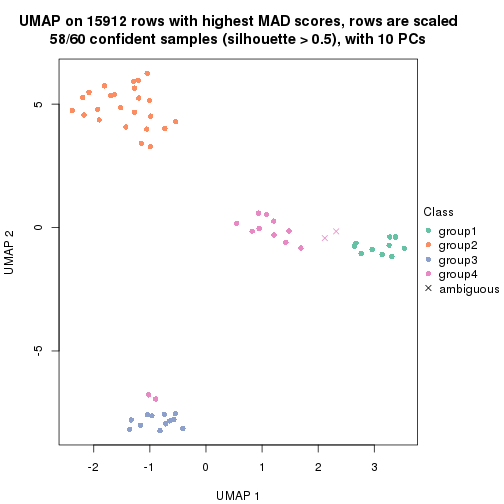 UMAP on 15912 rows with highest MAD scores, rows are scaled
58/60 confident samples (silhouette > 0.5), with 10 PCs
5
0
-5
UMAP 2
-2
-1
0
1
2
3
UMAP 1
Class
group1
group2
group3
group4
ambiguous